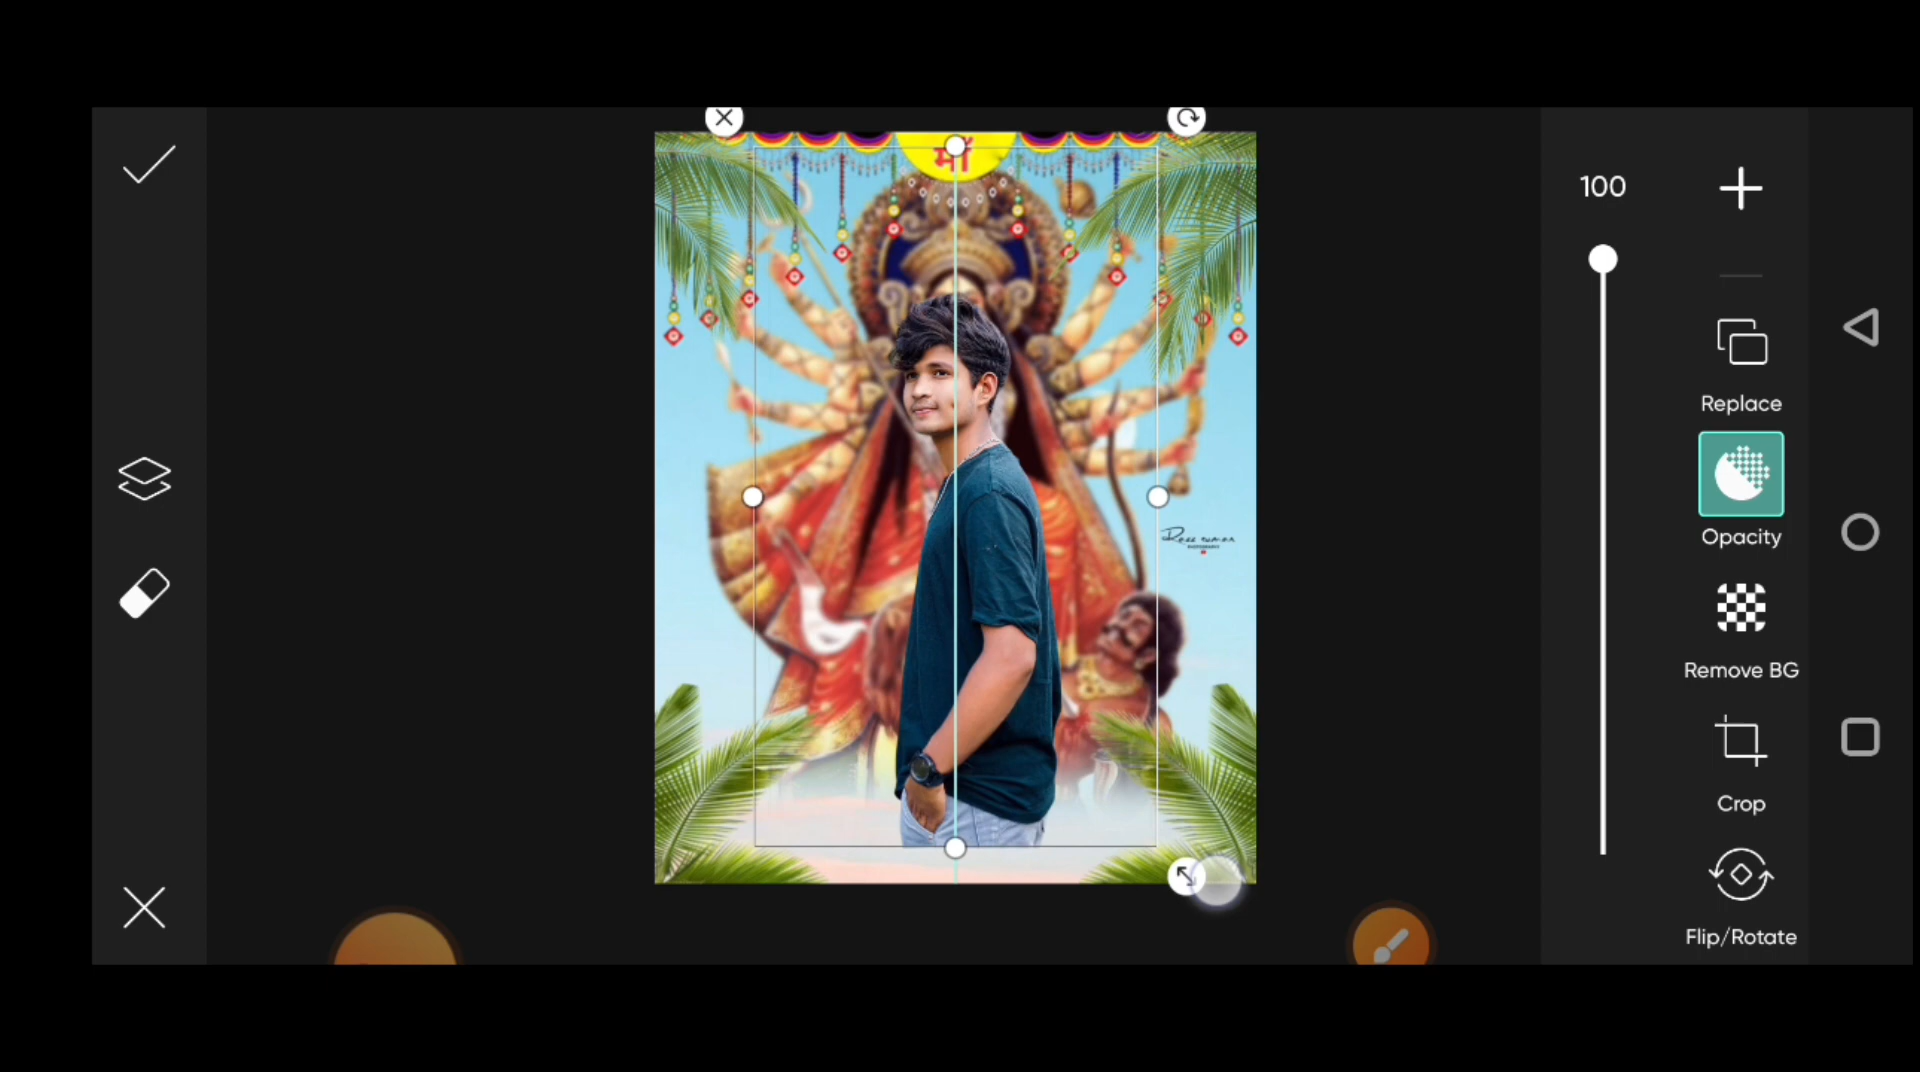 माँ
100
Replace
Opacity
Remove BG
Crop
Flip/Rotate